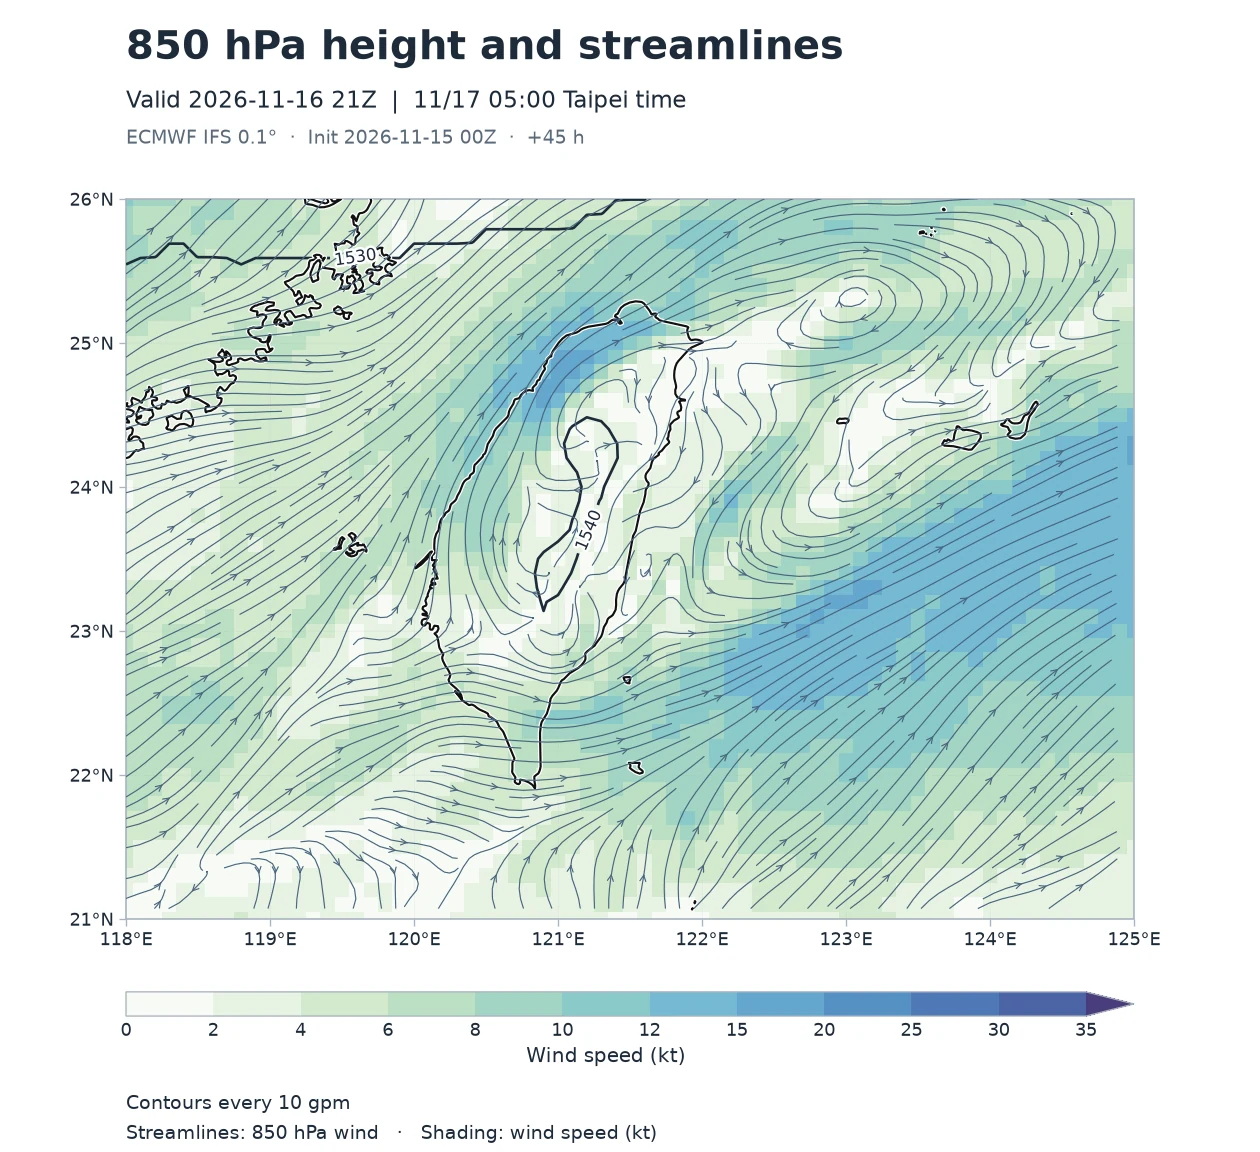 850 hPa height and streamlines
Valid 2026-11-16 21Z | 11/17 05:00 Taipei time
ECMWF IFS 0.1° · Init 2026-11-15 00Z · +45 h
26°N
1530
25°N
24°N
1540
23°N
22°N
21°N
118°E 119°E 120°E 121°E 122°E 123°E 124°E 125°E
0 2 4 6 8 10 12 15 20 25 30 35
Wind speed (kt)
Contours every 10 gpm
Streamlines: 850 hPa wind · Shading: wind speed (kt)